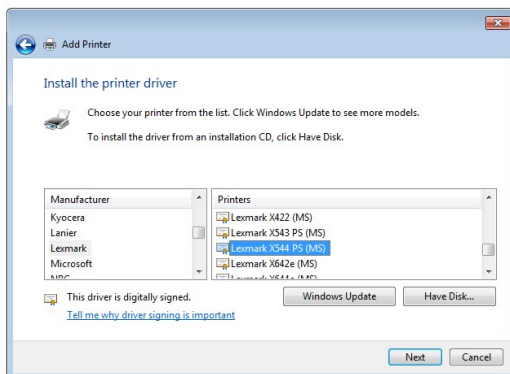 Add Printer
Install the printer driver
Choose your printer from the list. Click Windows Update to see more models.
To install the driver from an installation CD, click Have Disk.
Manufacturer
Printers
Kyocera
Lanier
Lexmark
Microsoft
Lexmark X422 (MS)
Lexmark X543 PS (MS)
Lexmark X544 PS (MS)
Lexmark X642e (MS)
This driver is digitally signed.
Windows Update
Have Disk...
Tell me why driver signing is important
Next
Cancel